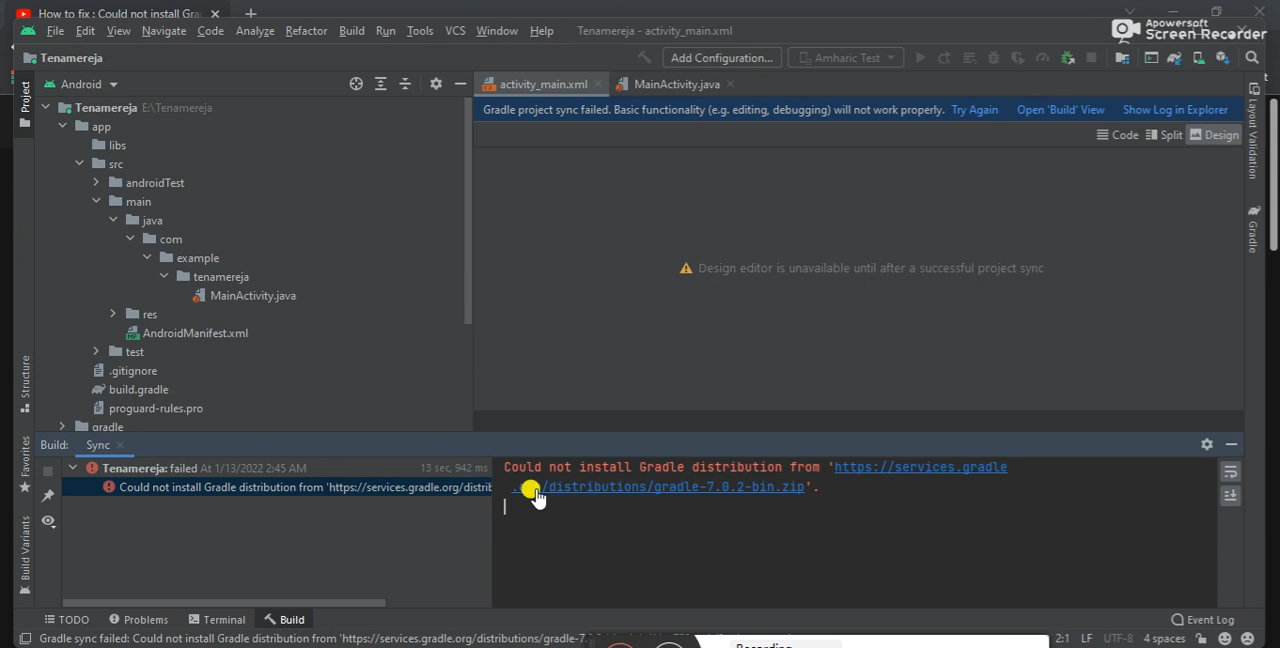 How to fix : Could not install Gra
Apowersoft
Screen Recorder
File Edit View Navigate Code Analyze Refactor Build Run Tools VCS Window Help Tenamereja - activity_main.xml
Tenamereja
Add Configuration...
Amharic Test
Project
Android
activity_main.xml
MainActivity.java
Tenamereja E:\Tenamereja
Gradle project sync failed. Basic functionality (e.g. editing, debugging) will not work properly. Try Again Open 'Build' View Show Log in Explorer
app
Code Split Design
libs
src
androidTest
main
java
com
example
tenamereja
MainActivity.java
Design editor is unavailable until after a successful project sync
res
AndroidManifest.xml
test
.gitignore
build.gradle
proguard-rules.pro
gradle
Layout Validation
Gradle
Structure
Favorites
Build Variants
Build: Sync
Tenamereja: failed At 1/13/2022 2:45 AM 13 sec, 942 ms
Could not install Gradle distribution from 'https://services.gradle.org/distrib
Could not install Gradle distribution from 'https://services.gradle
/distributions/gradle-7.0.2-bin.zip'.
TODO Problems Terminal Build Event Log
Gradle sync failed: Could not install Gradle distribution from 'https://services.gradle.org/distributions/gradle-7. 2:1 LF UTF-8 4 spaces